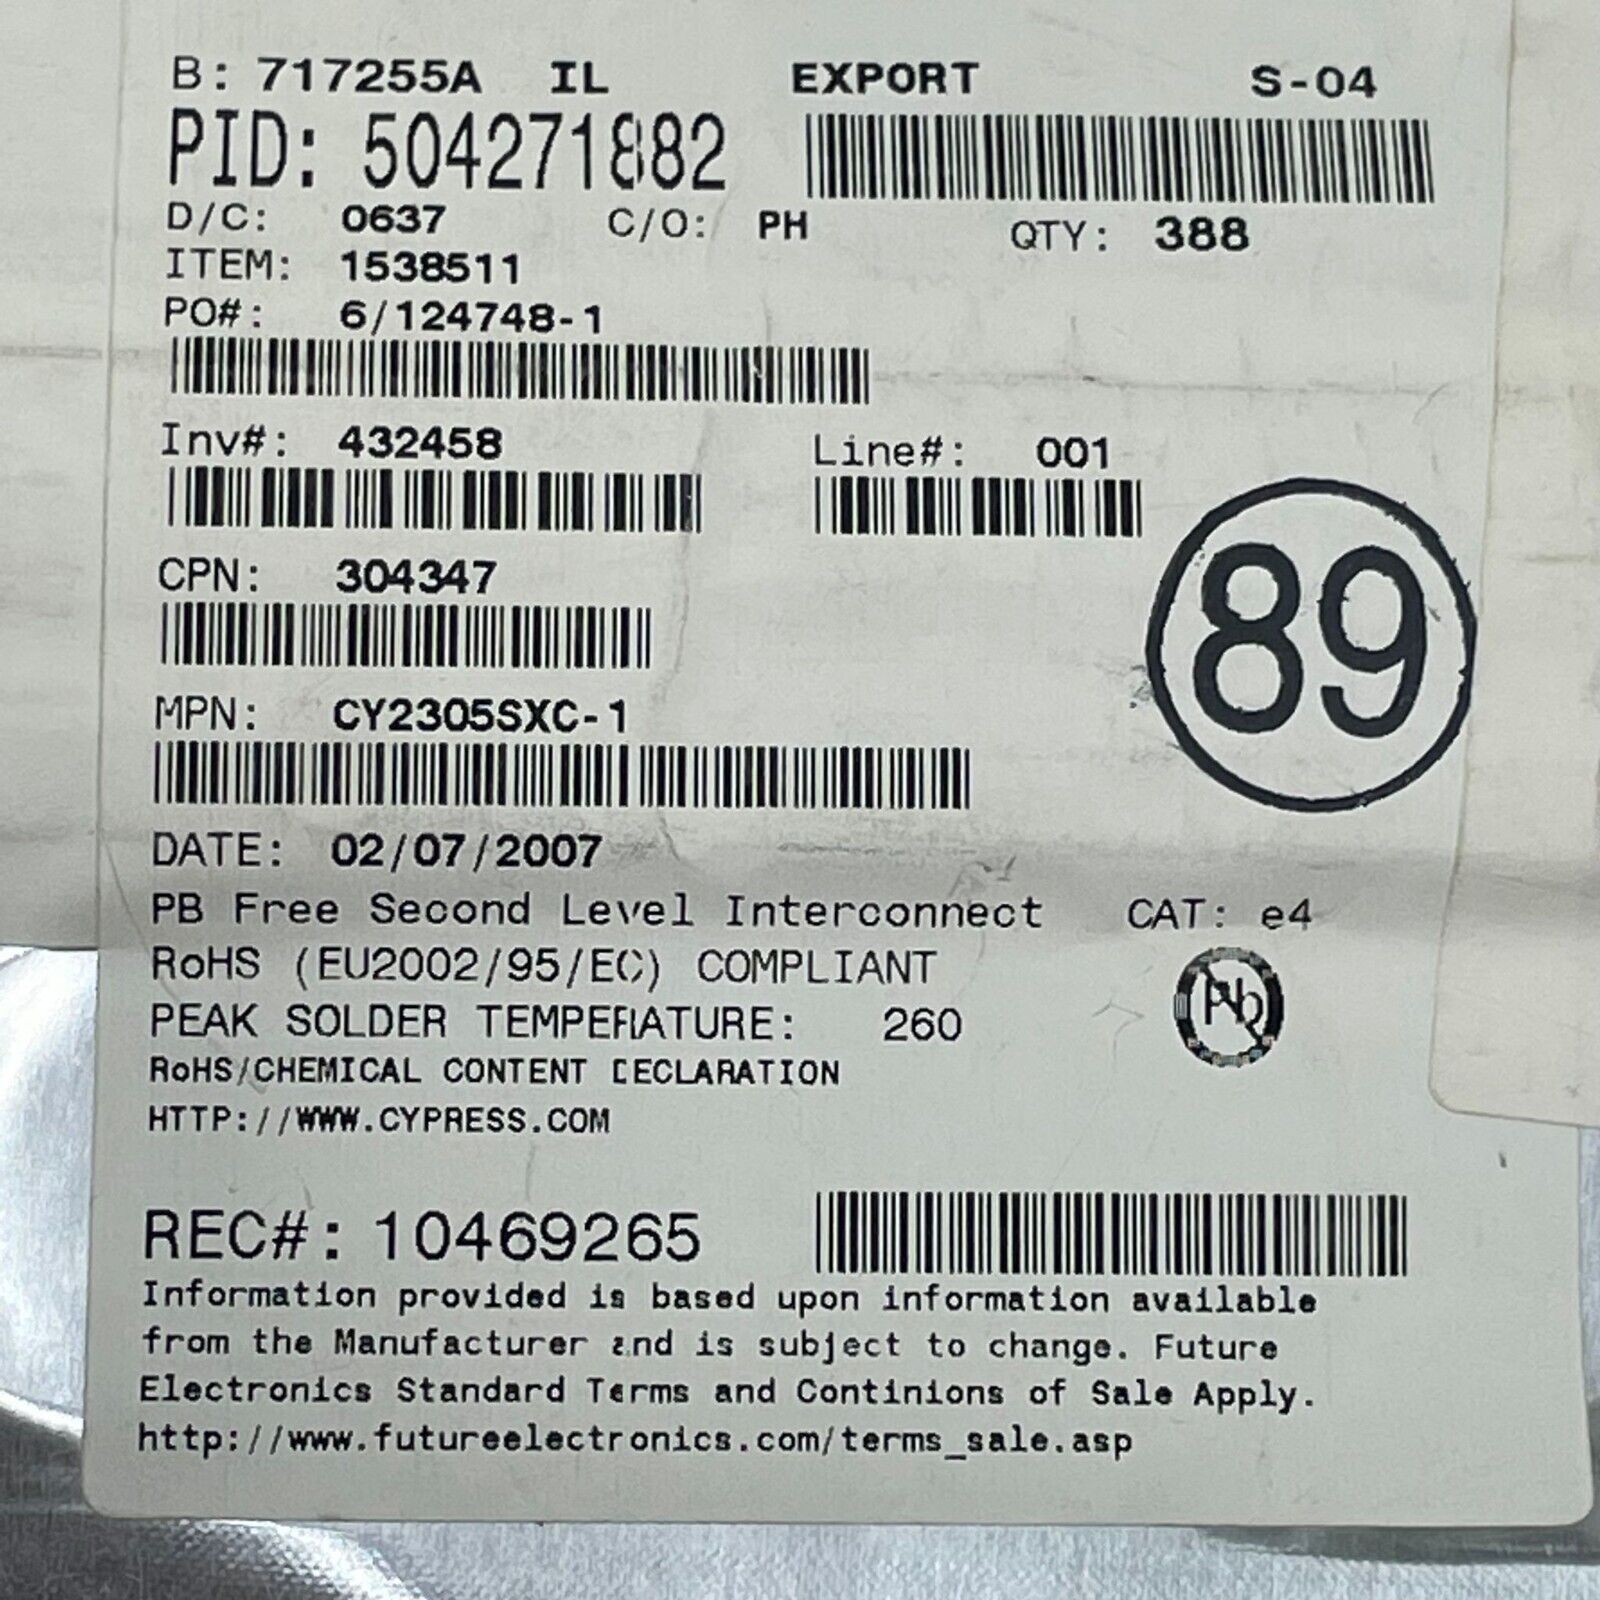 B: 717255A IL EXPORT S-04
PID: 504271882
D/C: 0637 C/O: PH QTY: 388
ITEM: 1538511
PO#: 6/124748-1
Inv#: 432458 Line#: 001
CPN: 304347
89
MPN: CY2305SXC-1
DATE: 02/07/2007
PB Free Second Level Interconnect CAT: e4
RoHS (EU2002/95/EC) COMPLIANT
Pb
PEAK SOLDER TEMPERATURE: 260
RoHS/CHEMICAL CONTENT DECLARATION
HTTP://WWW.CYPRESS.COM
REC#: 10469265
Information provided is based upon information available
from the Manufacturer and is subject to change. Future
Electronics Standard Terms and Continions of Sale Apply.
http://www.futureelectronics.com/terms_sale.asp